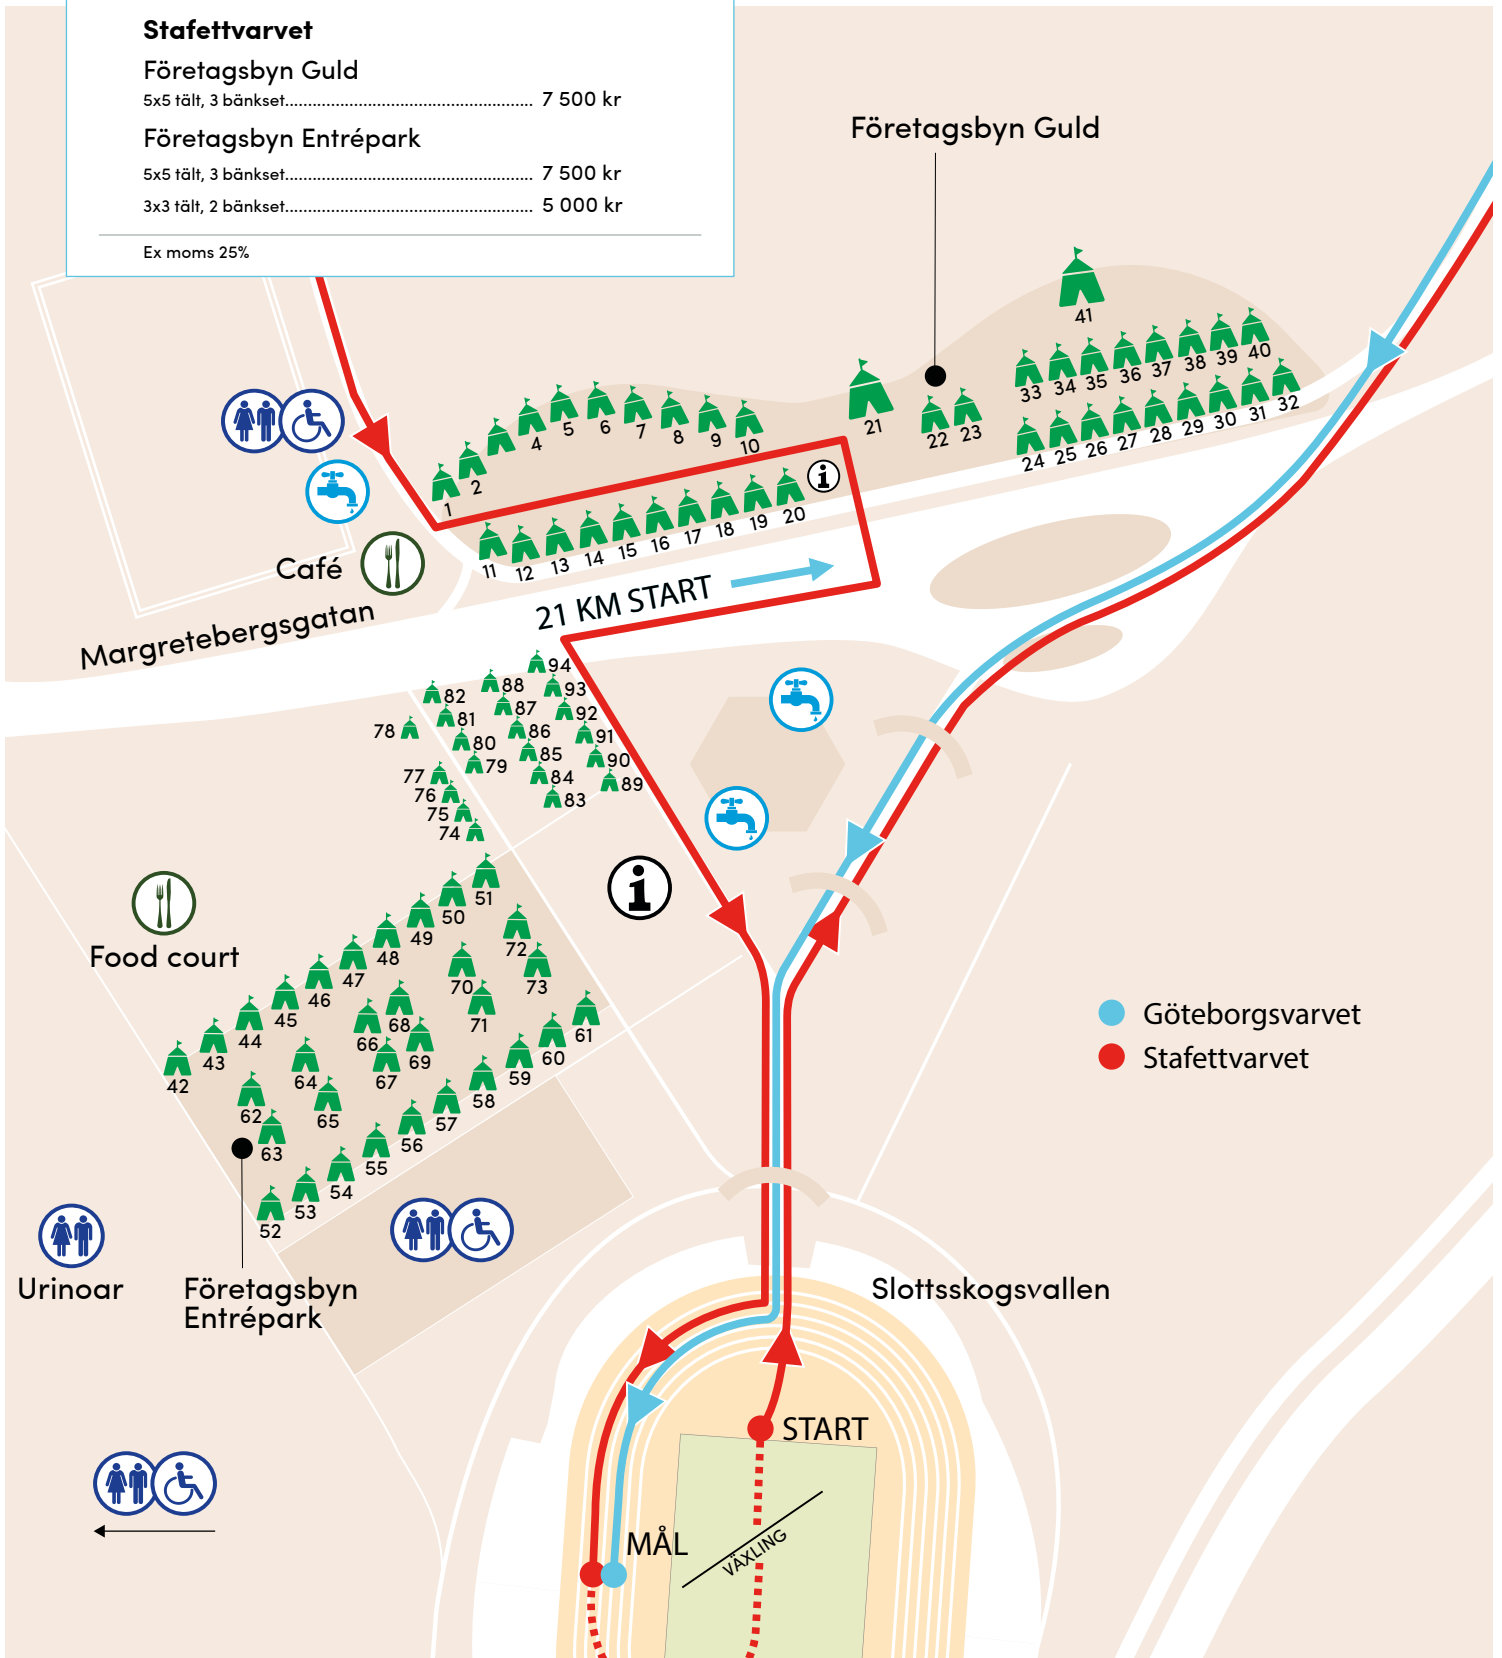 Stafettvarvet
Företagsbyn Guld
5x5 tält, 3 bänkset...................................................... 7 500 kr
Företagsbyn Entrépark
5x5 tält, 3 bänkset...................................................... 7 500 kr
3x3 tält, 2 bänkset...................................................... 5 000 kr
Ex moms 25%
Företagsbyn Guld
41
33 34 35 36 37 38 39 40
24 25 26 27 28 29 30 31 32
21 22 23
1 2 4 5 6 7 8 9 10
11 12 13 14 15 16 17 18 19 20
i
Café
Margretebergsgatan
21 KM START
94
88 93
82 87 92
81 86 91
78 80 85 90
79 84 89
77 83
76
75
74
i
51
50
49
48
47
46
45
44
43
42
Food court
72
73
70
71
68
69
66
67
64
65
62
63
61
60
59
58
57
56
55
54
53
52
Göteborgsvarvet
Stafettvarvet
Urinoar
Företagsbyn
Entrépark
Slottsskogsvallen
START
MÅL
VÄXLING